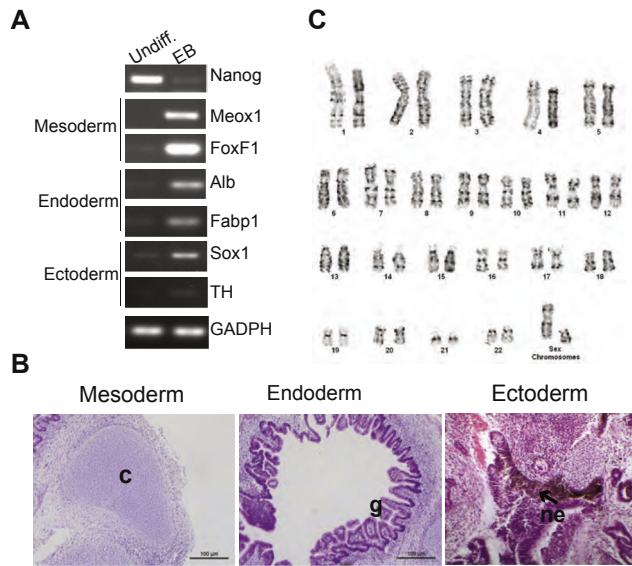 A
Undiff.
EB
Nanog
Mesoderm
Meox1
FoxF1
Endoderm
Alb
Fabp1
Ectoderm
Sox1
TH
GADPH
C
1 2 3 4 5
6 7 8 9 10 11 12
13 14 15 16 17 18
19 20 21 22 Sex
Chromosomes
B
Mesoderm Endoderm Ectoderm
c
g
ne
100 µm 100 µm 100 µm